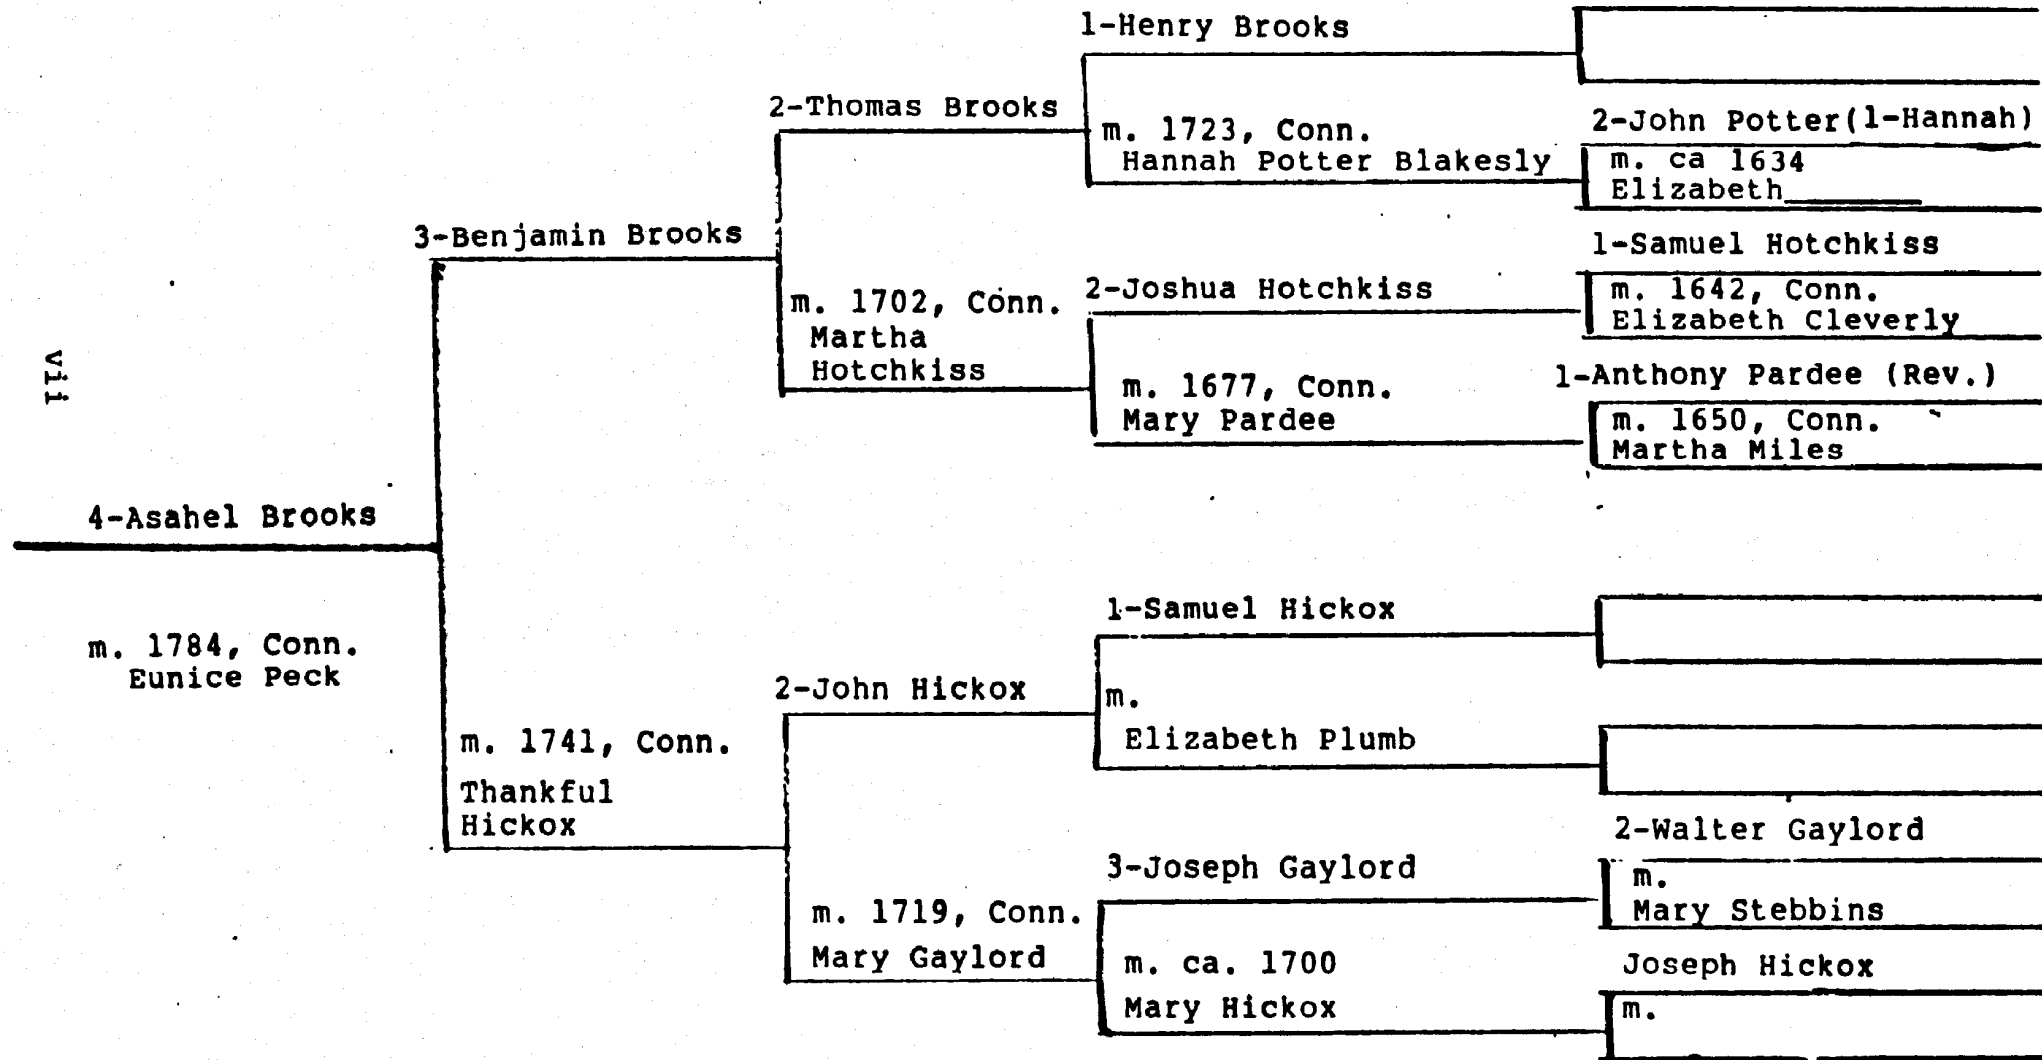 1-Henry Brooks
2-Thomas Brooks
m. 1723, Conn.
Hannah Potter Blakesly
2-John Potter(1-Hannah)
m. ca 1634
Elizabeth_______
3-Benjamin Brooks
m. 1702, Conn.
Martha
Hotchkiss
2-Joshua Hotchkiss
1-Samuel Hotchkiss
m. 1642, Conn.
Elizabeth Cleverly
m. 1677, Conn.
Mary Pardee
1-Anthony Pardee (Rev.)
m. 1650, Conn.
Martha Miles
vii
4-Asahel Brooks
m. 1784, Conn.
Eunice Peck
m. 1741, Conn.
Thankful
Hickox
2-John Hickox
1-Samuel Hickox
m.
Elizabeth Plumb
m. 1719, Conn.
Mary Gaylord
3-Joseph Gaylord
2-Walter Gaylord
m.
Mary Stebbins
m. ca. 1700
Mary Hickox
Joseph Hickox
m.